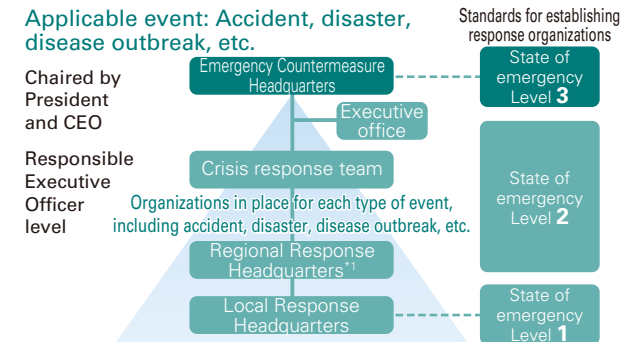 Applicable event: Accident, disaster,
disease outbreak, etc.
Standards for establishing
response organizations
Chaired by
President
and CEO
Emergency Countermeasure
Headquarters
State of
emergency
Level 3
Executive
office
Responsible
Executive
Officer
level
Crisis response team
Organizations in place for each type of event,
including accident, disaster, disease outbreak, etc.
State of
emergency
Level 2
Regional Response
Headquarters*1
Local Response
Headquarters
State of
emergency
Level 1